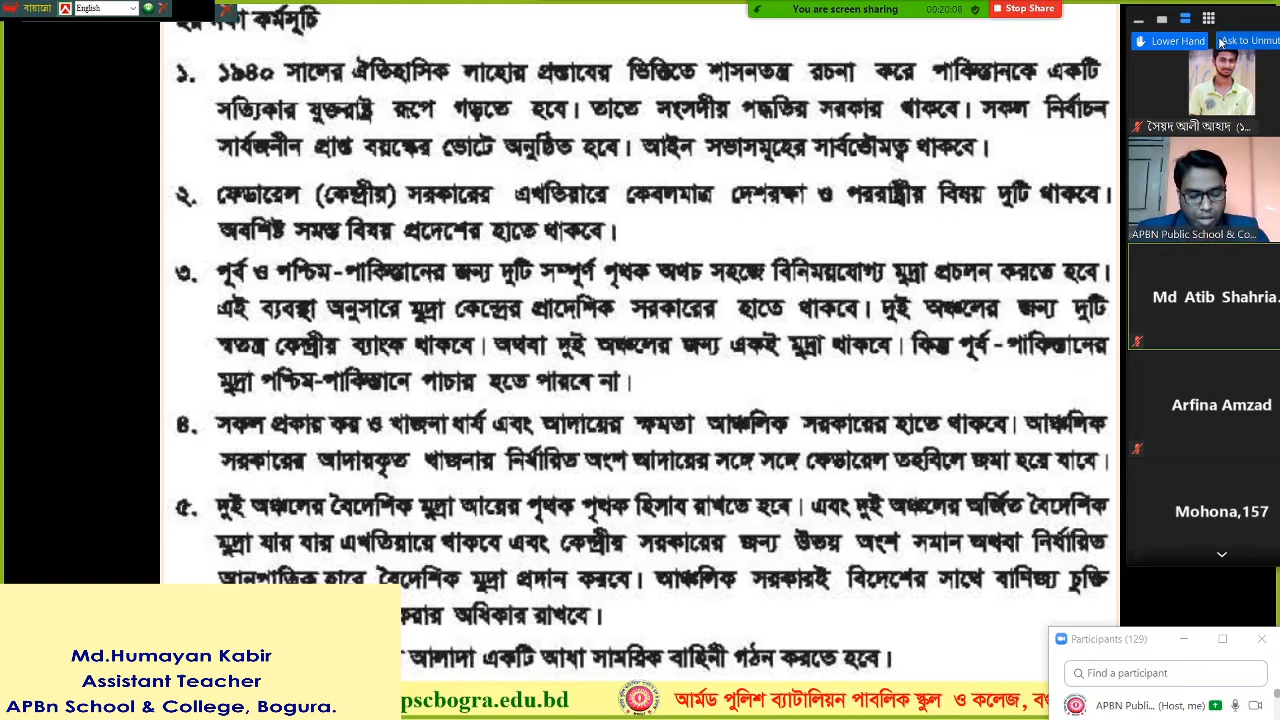 বাহান্নো
English
You are screen sharing
00:20:08
Stop Share
কর্মসূচি
১. ১৯৪০ সালের ঐতিহাসিক লাহোর প্রস্তাবের ভিত্তিতে শাসনতন্ত্র রচনা করে পাকিস্তানকে একটি
সত্যিকার যুক্তরাষ্ট্র রূপে গড়তে হবে। তাতে সংসদীয় পদ্ধতির সরকার থাকবে। সকল নির্বাচন
সার্বজনীন প্রাপ্ত বয়স্কের ভোটে অনুষ্ঠিত হবে। আইন সভাসমূহের সার্বভৌমত্ব থাকবে।
২. ফেডারেল (কেন্দ্রীয়) সরকারের এখতিয়ারে কেবলমাত্র দেশরক্ষা ও পররাষ্ট্রীয় বিষয় দুটি থাকবে।
অবশিষ্ট সমস্ত বিষয় প্রদেশের হাতে থাকবে।
৩. পূর্ব ও পশ্চিম-পাকিস্তানের জন্য দুটি সম্পূর্ণ পৃথক অথচ সহজে বিনিময়যোগ্য মুদ্রা প্রচলন করতে হবে।
এই ব্যবস্থা অনুসারে মুদ্রা কেন্দ্রের প্রাদেশিক সরকারের হাতে থাকবে। দুই অঞ্চলের জন্য দুটি
স্বতন্ত্র কেন্দ্রীয় ব্যাংক থাকবে। অথবা দুই অঞ্চলের জন্য একই মুদ্রা থাকবে। কিন্তু পূর্ব -পাকিস্তানের
মুদ্রা পশ্চিম-পাকিস্তানে পাচার হতে পারবে না।
৪. সকল প্রকার কর ও খাজনা ধার্য এবং আদায়ের ক্ষমতা আঞ্চলিক সরকারের হাতে থাকবে। আঞ্চলিক
সরকারের আদায়কৃত খাজনার নির্ধারিত অংশ আদায়ের সঙ্গে সঙ্গে ফেডারেল তহবিলে জমা হয়ে যাবে।
৫. দুই অঞ্চলের বৈদেশিক মুদ্রা আয়ের পৃথক পৃথক হিসাব রাখতে হবে। এবং দুই অঞ্চলের অর্জিত বৈদেশিক
মুদ্রা যার যার এখতিয়ারে থাকবে এবং কেন্দ্রীয় সরকারের জন্য উভয় অংশ সমান অথবা নির্ধারিত
আনুপাতিক হারে বৈদেশিক মুদ্রা প্রদান করবে। আঞ্চলিক সরকারই বিদেশের সাথে বাণিজ্য চুক্তি
করার অধিকার রাখবে।
আলাদা একটি আধা সামরিক বাহিনী গঠন করতে হবে।
Md.Humayan Kabir
Assistant Teacher
APBn School & College, Bogura.
pscbogra.edu.bd
আর্মড পুলিশ ব্যাটালিয়ন পাবলিক স্কুল ও কলেজ,
Lower Hand
Ask to Unmut
সৈয়দ আলী আহাদ (১...
APBN Public School & Co...
Md Atib Shahria...
Arfina Amzad
Mohona,157
Participants (129)
Find a participant
APBN Publi... (Host, me)